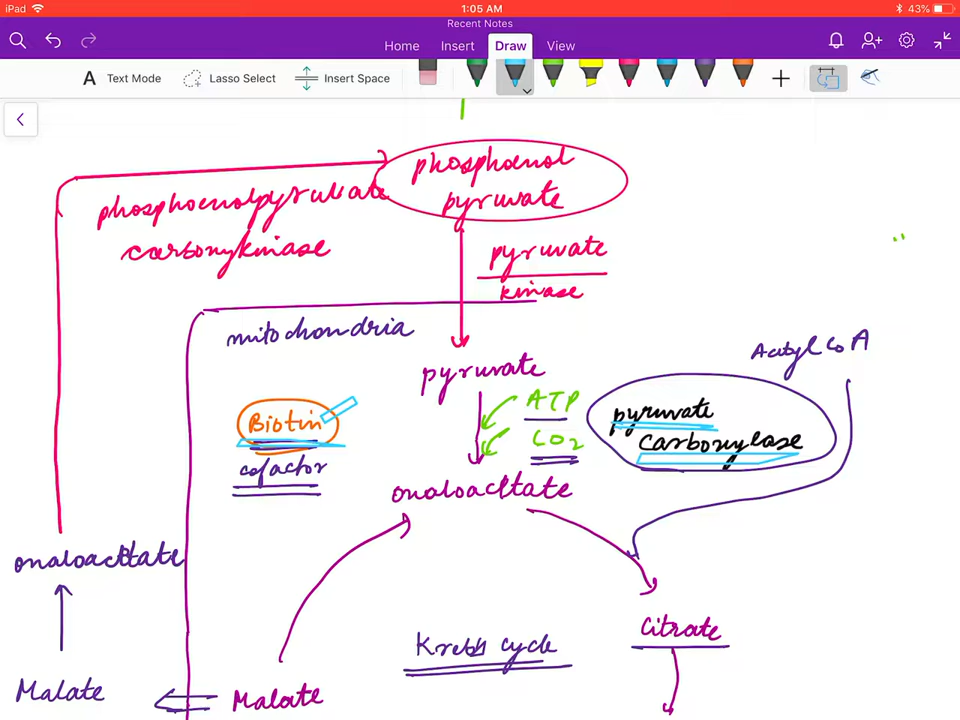 iPad
1:05 AM
43%
Recent Notes
Home Insert Draw View
A Text Mode Lasso Select Insert Space
phosphoenol
pyruvate
phosphoenolpyruvate
carboxykinase
pyruvate
kinase
mitochondria
Acetyl CoA
pyruvate
Biotin
cofactor
ATP
CO2
pyruvate
carboxylase
oxaloacetate
oxaloacetate
Citrate
Kreb's cycle
Malate
Malate